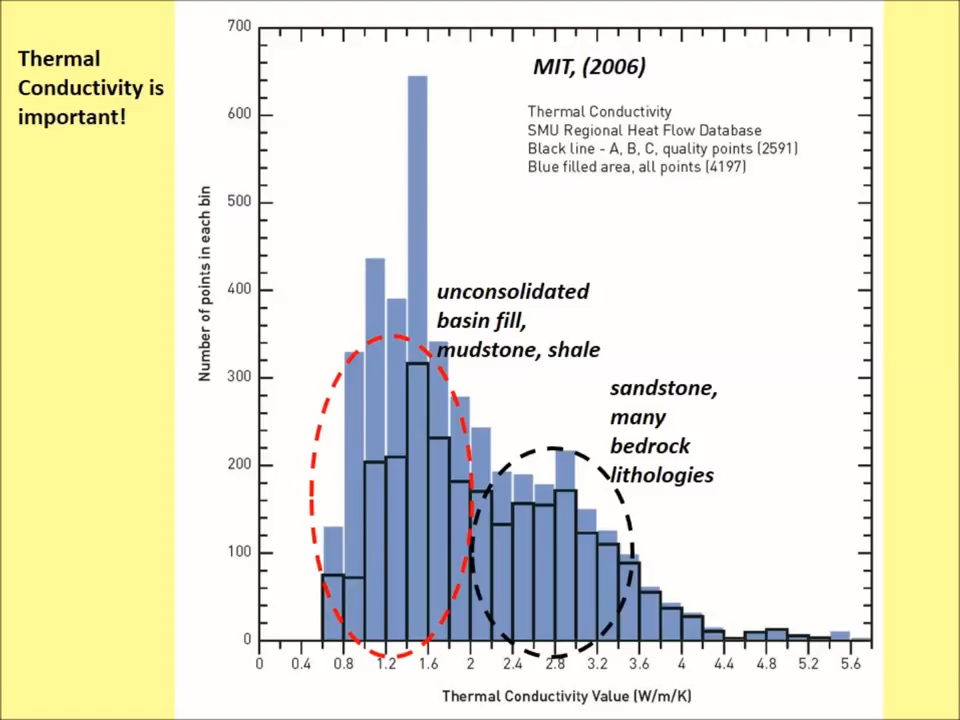 Thermal
Conductivity is
important!
MIT, (2006)
Thermal Conductivity
SMU Regional Heat Flow Database
Black line - A, B, C, quality points (2591)
Blue filled area, all points (4197)
unconsolidated
basin fill,
mudstone, shale
sandstone,
many
bedrock
lithologies
Number of points in each bin
700
600
500
400
300
200
100
0
0 0.4 0.8 1.2 1.6 2 2.4 2.8 3.2 3.6 4 4.4 4.8 5.2 5.6
Thermal Conductivity Value (W/m/K)